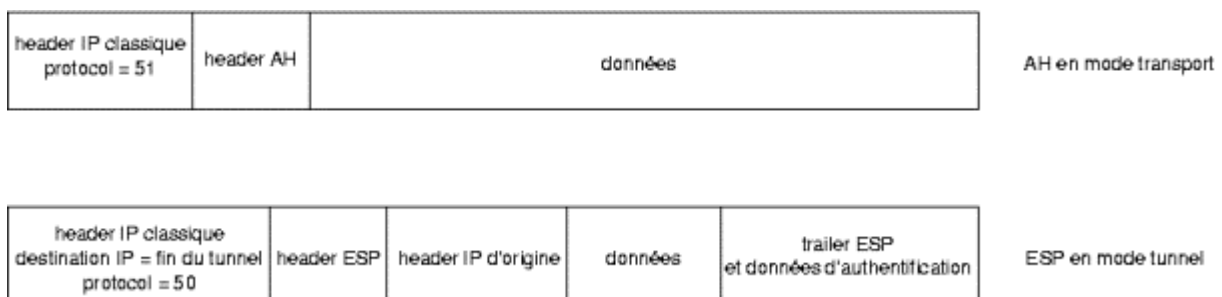 header IP classique
protocol = 51
header AH
données
AH en mode transport
header IP classique
destination IP = fin du tunnel
protocol = 50
header ESP
header IP d'origine
données
trailer ESP
et données d'authentification
ESP en mode tunnel